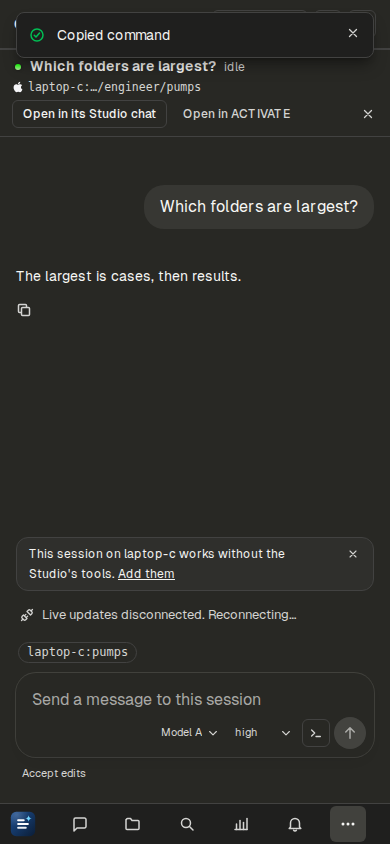 Copied command
Which folders are largest? idle
laptop-c:…/engineer/pumps
Open in its Studio chat Open in ACTIVATE
Which folders are largest?
The largest is cases, then results.
This session on laptop-c works without the
Studio's tools. Add them
Live updates disconnected. Reconnecting…
laptop-c:pumps
Send a message to this session
Model A high
Accept edits